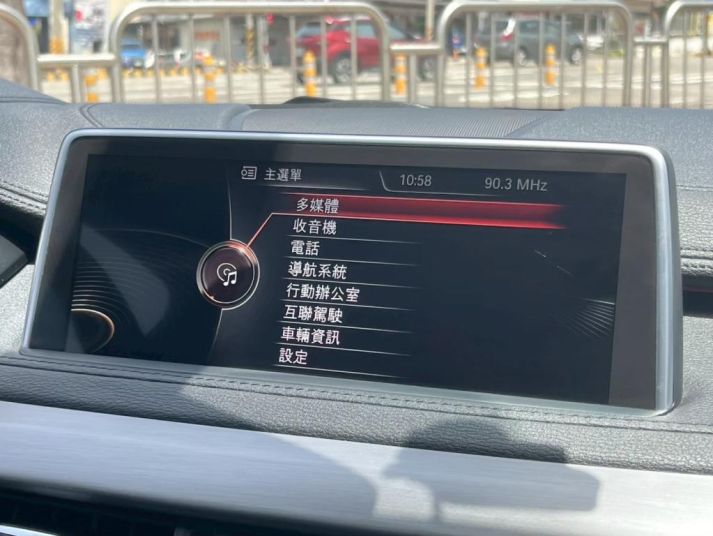 主選單 10:58 90.3 MHz
多媒體
收音機
電話
導航系統
行動辦公室
互聯駕駛
車輛資訊
設定